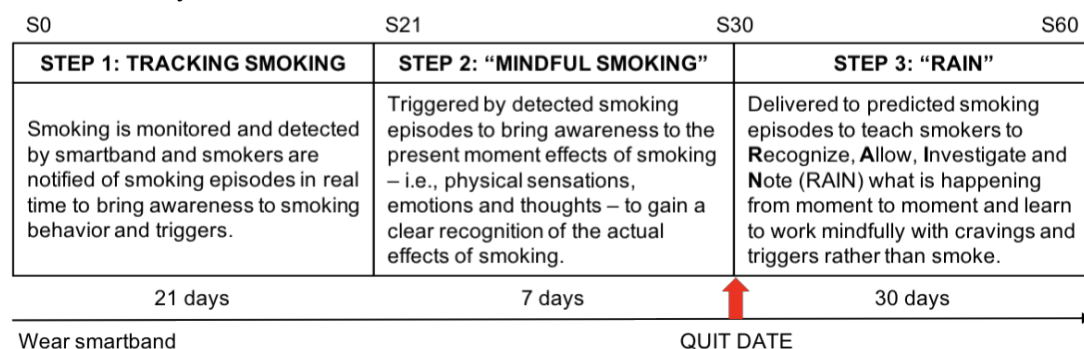 S0 S21 S30 S60
STEP 1: TRACKING SMOKING
Smoking is monitored and detected
by smartband and smokers are
notified of smoking episodes in real
time to bring awareness to smoking
behavior and triggers.
STEP 2: “MINDFUL SMOKING”
Triggered by detected smoking
episodes to bring awareness to the
present moment effects of smoking
– i.e., physical sensations,
emotions and thoughts – to gain a
clear recognition of the actual
effects of smoking.
STEP 3: “RAIN”
Delivered to predicted smoking
episodes to teach smokers to
Recognize, Allow, Investigate and
Note (RAIN) what is happening
from moment to moment and learn
to work mindfully with cravings and
triggers rather than smoke.
21 days 7 days 30 days
Wear smartband QUIT DATE